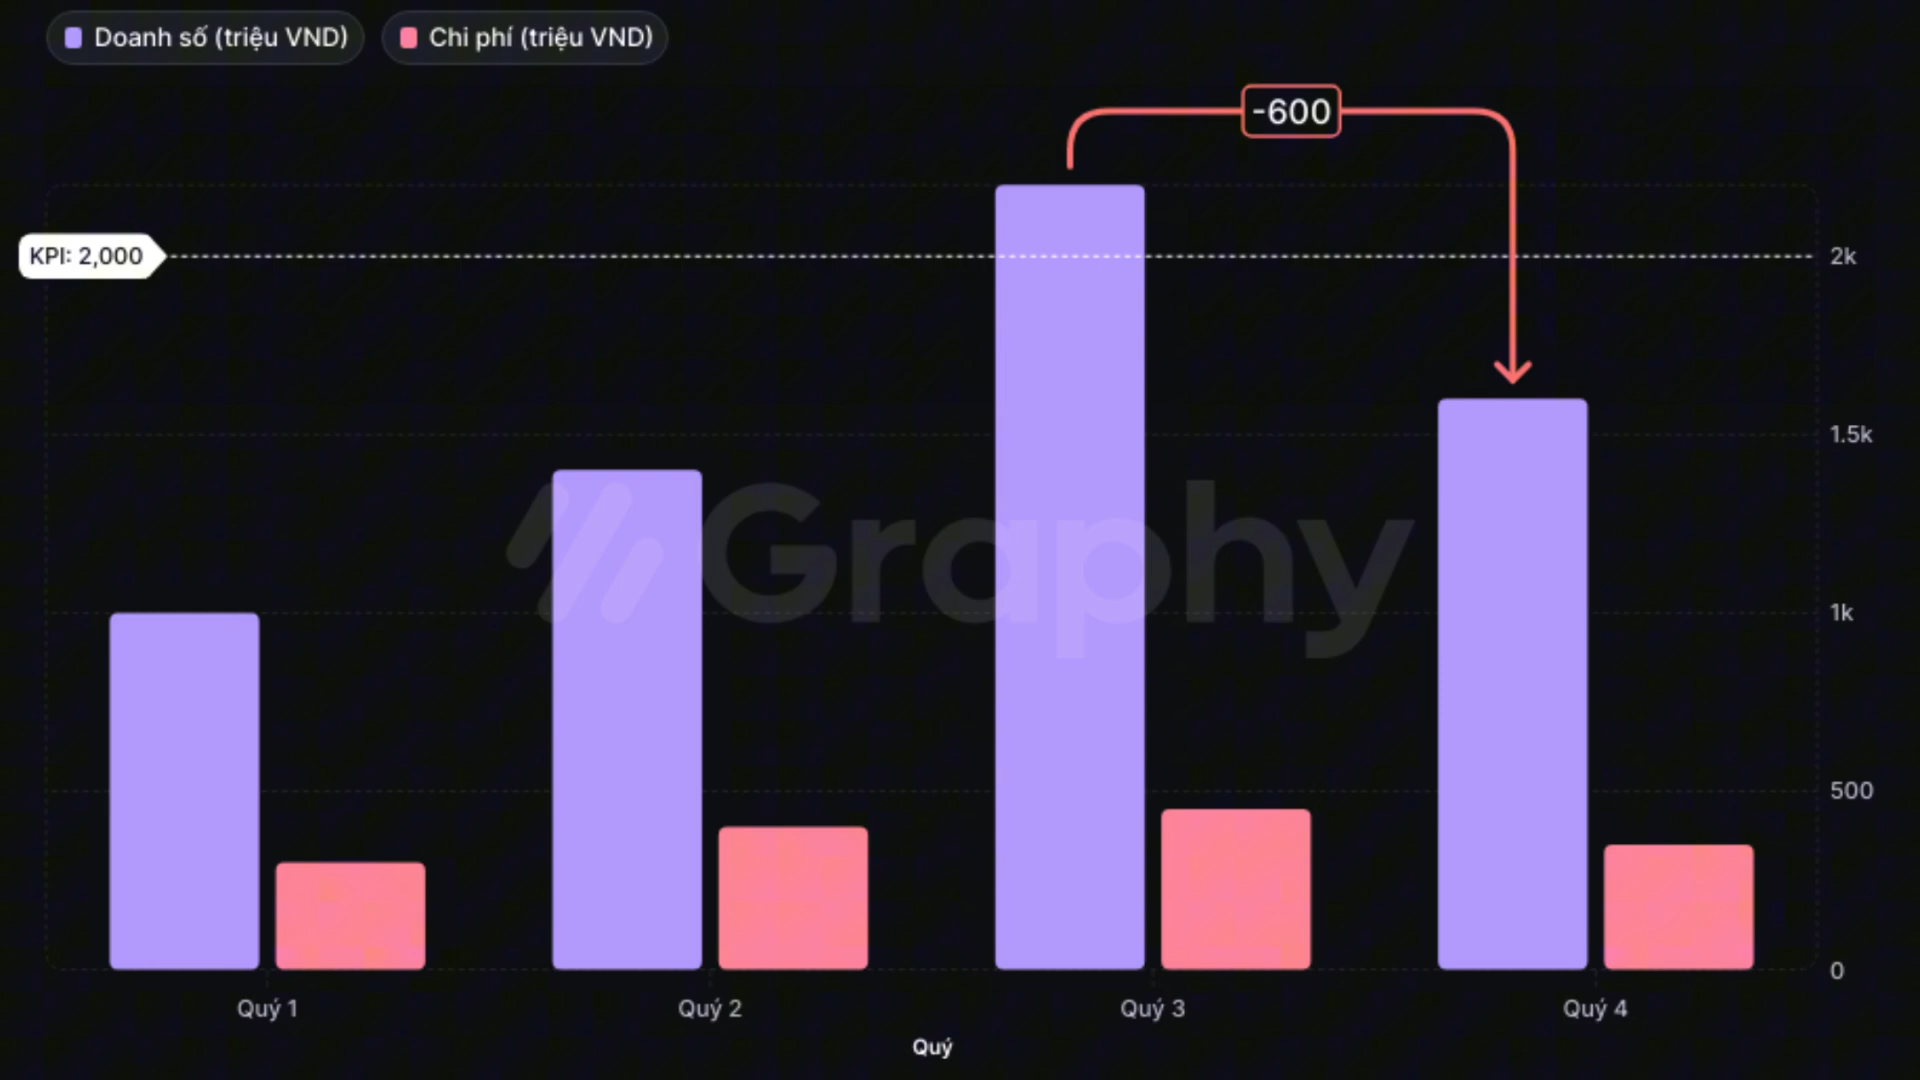 Doanh số (triệu VND)
Chi phí (triệu VND)
-600
KPI: 2,000
2k
1.5k
Graphy
1k
500
0
Quý 1
Quý 2
Quý 3
Quý 4
Quý